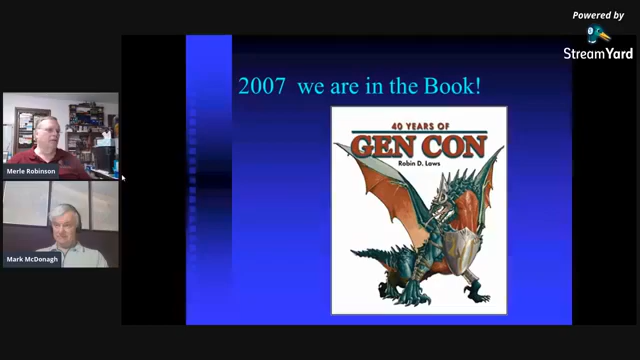 Powered by
StreamYard
2007 we are in the Book!
40 YEARS OF
GEN CON
Robin D. Laws
Merle Robinson
Mark McDonagh